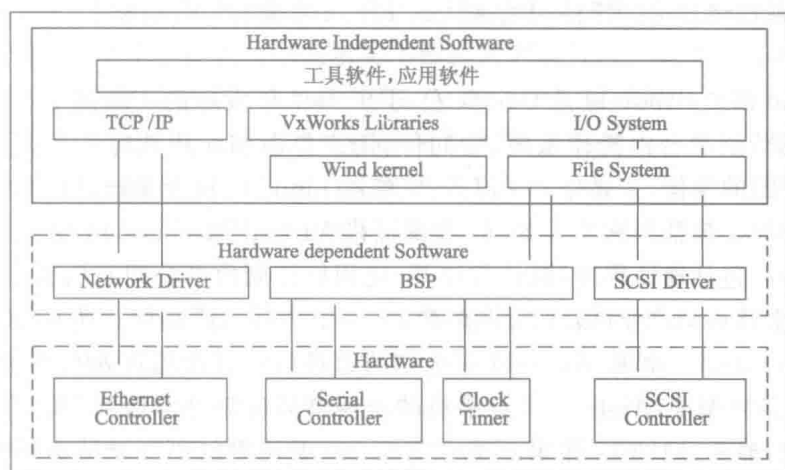 Hardware Independent Software
工具软件,应用软件
TCP /IP
VxWorks Libraries
I/O System
Wind kernel
File System
Hardware dependent Software
Network Driver
BSP
SCSI Driver
Hardware
Ethernet
Controller
Serial
Controller
Clock
Timer
SCSI
Controller